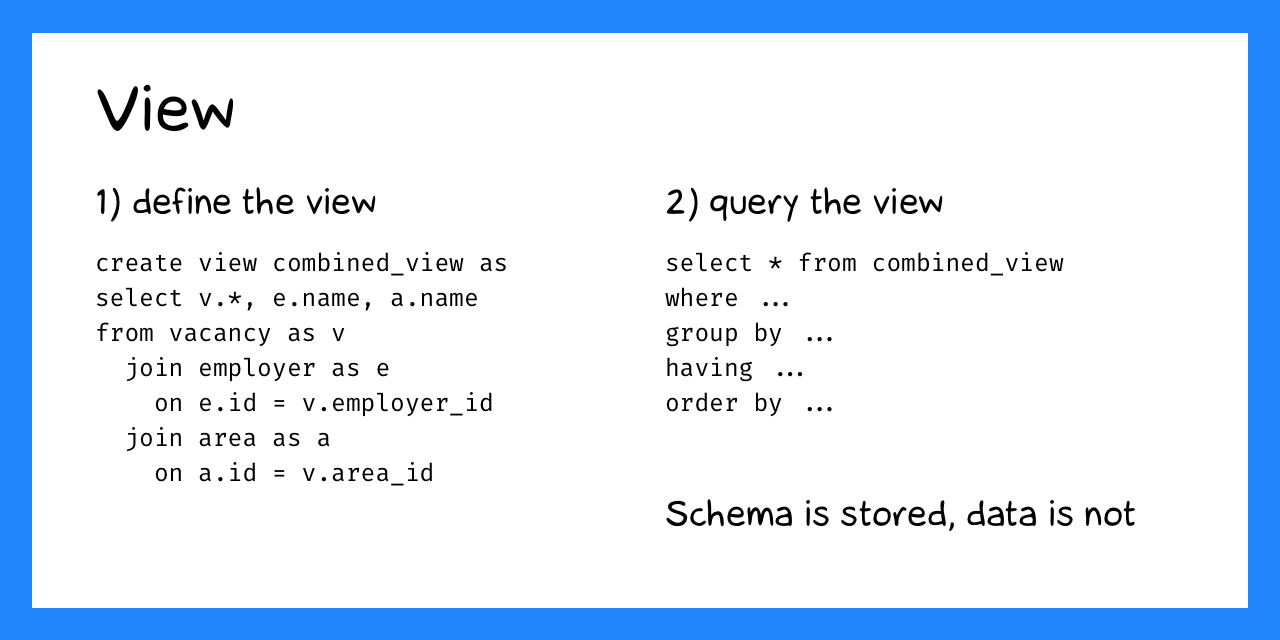 View
1) define the view
create view combined_view as
select v.*, e.name, a.name
from vacancy as v
  join employer as e
    on e.id = v.employer_id
  join area as a
    on a.id = v.area_id
2) query the view
select * from combined_view
where ...
group by ...
having ...
order by ...
Schema is stored, data is not